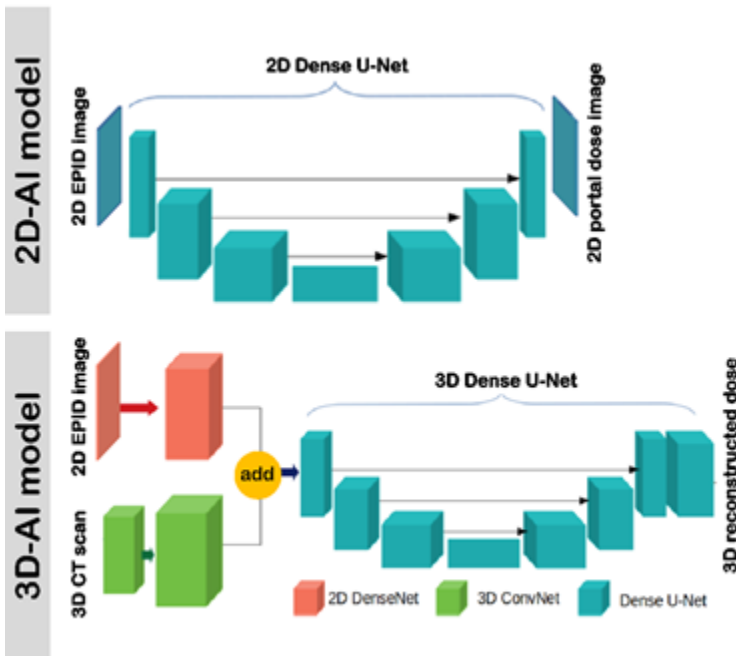 2D-AI model
2D EPID image
2D Dense U-Net
2D portal dose image
3D-AI model
2D EPID image
3D CT scan
add
3D Dense U-Net
3D reconstructed dose
2D DenseNet
3D ConvNet
Dense U-Net